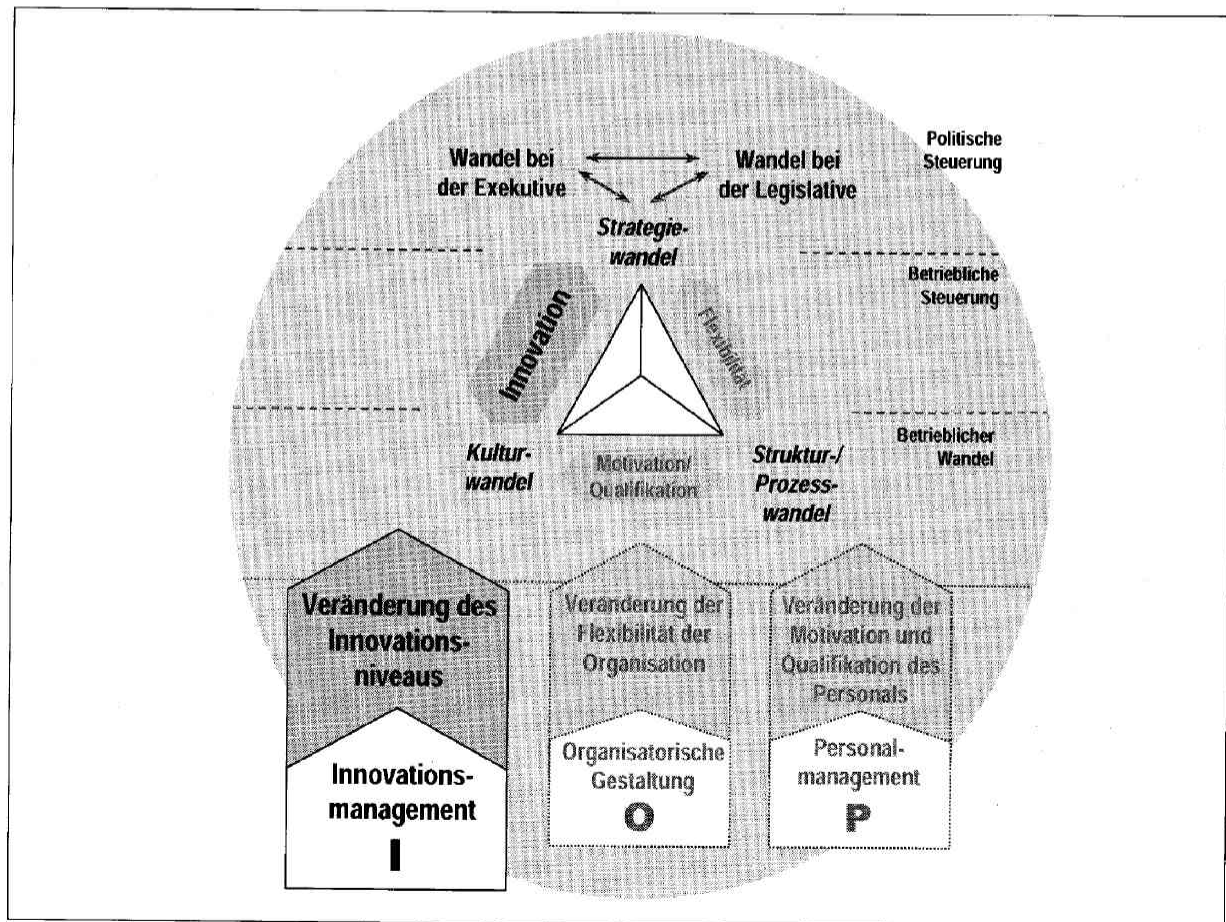 Politische
Steuerung
Wandel bei
der Exekutive
Wandel bei
der Legislative
Strategie-
wandel
Betriebliche
Steuerung
Innovation
Flexibilität
Kultur-
wandel
Motivation/
Qualifikation
Struktur-/
Prozess-
wandel
Betrieblicher
Wandel
Veränderung des
Innovations-
niveaus
Innovations-
management
I
Veränderung der
Flexibilität der
Organisation
Organisatorische
Gestaltung
O
Veränderung der
Motivation und
Qualifikation des
Personals
Personal-
management
P